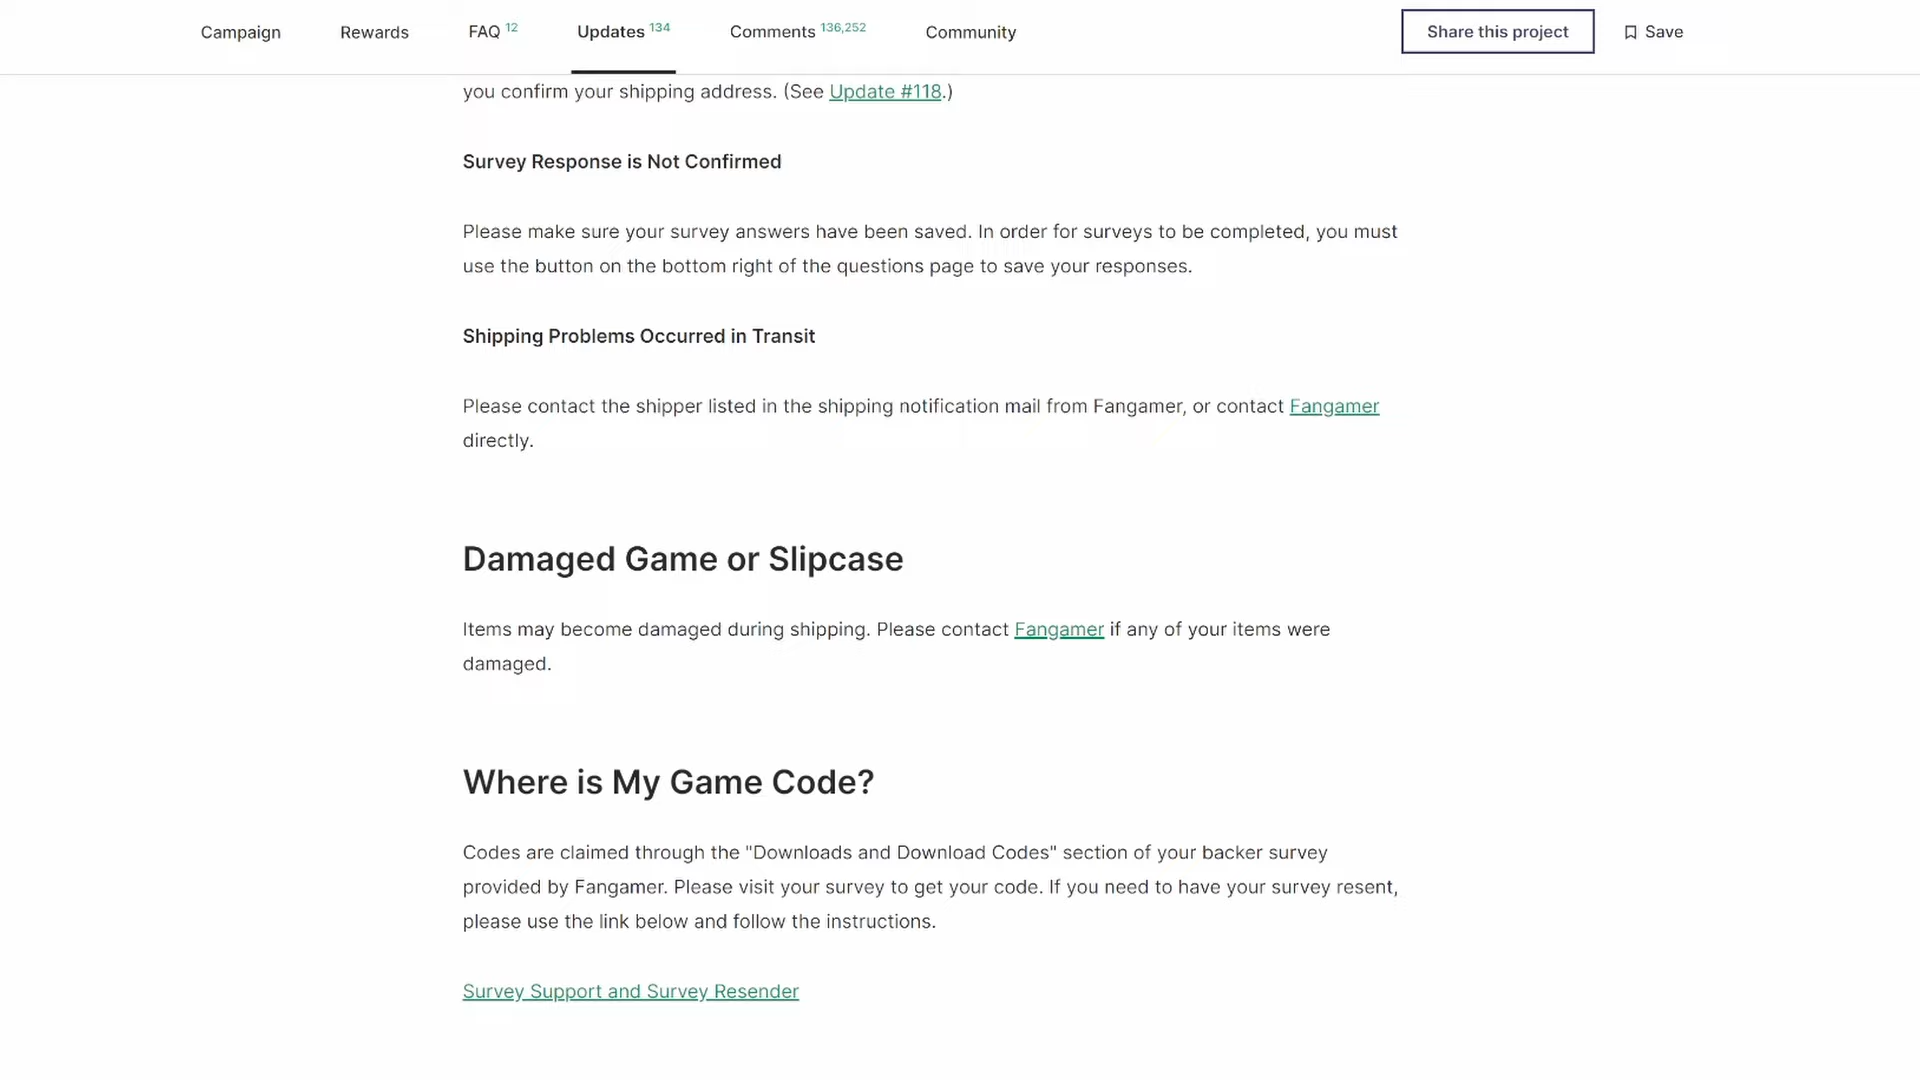 Campaign Rewards FAQ 12 Updates 134 Comments 136,252 Community Share this project Save
you confirm your shipping address. (See Update #118.)
Survey Response is Not Confirmed
Please make sure your survey answers have been saved. In order for surveys to be completed, you must
use the button on the bottom right of the questions page to save your responses.
Shipping Problems Occurred in Transit
Please contact the shipper listed in the shipping notification mail from Fangamer, or contact Fangamer
directly.
Damaged Game or Slipcase
Items may become damaged during shipping. Please contact Fangamer if any of your items were
damaged.
Where is My Game Code?
Codes are claimed through the "Downloads and Download Codes" section of your backer survey
provided by Fangamer. Please visit your survey to get your code. If you need to have your survey resent,
please use the link below and follow the instructions.
Survey Support and Survey Resender